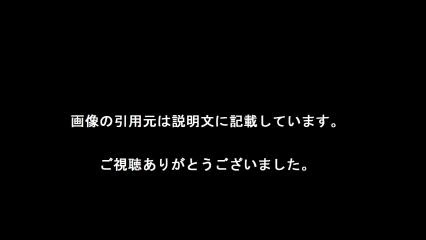 画像の引用元は説明文に記載しています。
ご視聴ありがとうございました。